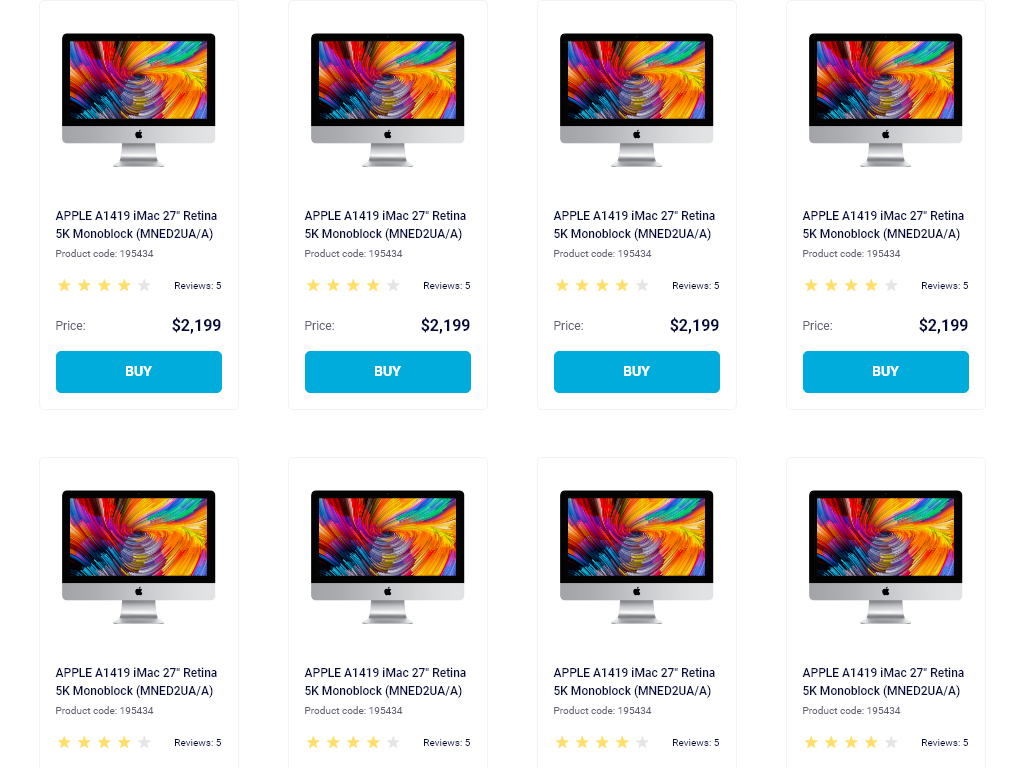 APPLE A1419 iMac 27" Retina
5K Monoblock (MNED2UA/A)
Product code: 195434
Reviews: 5
Price: $2,199
BUY
APPLE A1419 iMac 27" Retina
5K Monoblock (MNED2UA/A)
Product code: 195434
Reviews: 5
Price: $2,199
BUY
APPLE A1419 iMac 27" Retina
5K Monoblock (MNED2UA/A)
Product code: 195434
Reviews: 5
Price: $2,199
BUY
APPLE A1419 iMac 27" Retina
5K Monoblock (MNED2UA/A)
Product code: 195434
Reviews: 5
Price: $2,199
BUY
APPLE A1419 iMac 27" Retina
5K Monoblock (MNED2UA/A)
Product code: 195434
Reviews: 5
APPLE A1419 iMac 27" Retina
5K Monoblock (MNED2UA/A)
Product code: 195434
Reviews: 5
APPLE A1419 iMac 27" Retina
5K Monoblock (MNED2UA/A)
Product code: 195434
Reviews: 5
APPLE A1419 iMac 27" Retina
5K Monoblock (MNED2UA/A)
Product code: 195434
Reviews: 5